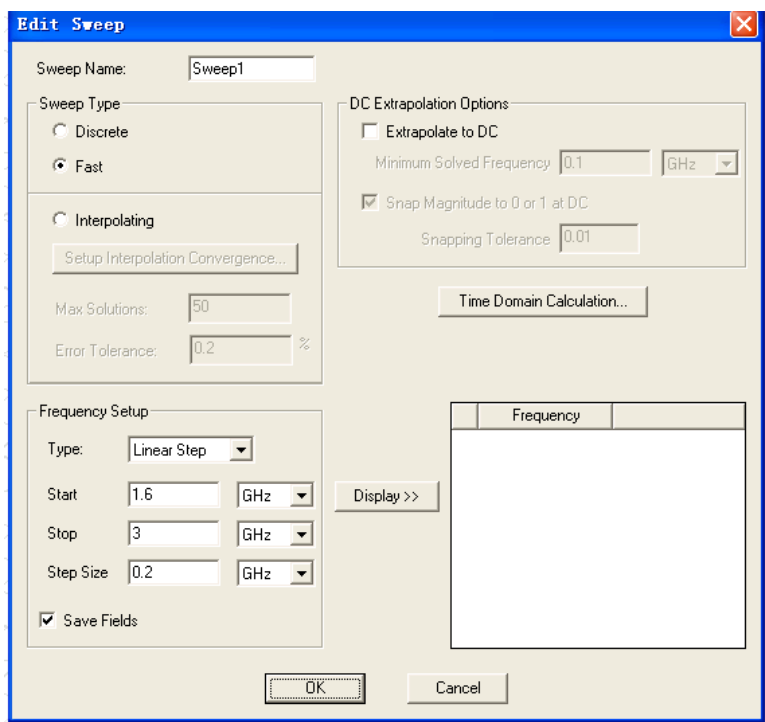 Edit Sweep
Sweep Name: Sweep1
Sweep Type
Discrete
Fast
Interpolating
Setup Interpolation Convergence...
Max Solutions: 50
Error Tolerance: 0.2 %
DC Extrapolation Options
Extrapolate to DC
Minimum Solved Frequency 0.1 GHz
Snap Magnitude to 0 or 1 at DC
Snapping Tolerance 0.01
Time Domain Calculation...
Frequency Setup
Type: Linear Step
Start 1.6 GHz
Stop 3 GHz
Step Size 0.2 GHz
Save Fields
Display >>
Frequency
OK Cancel